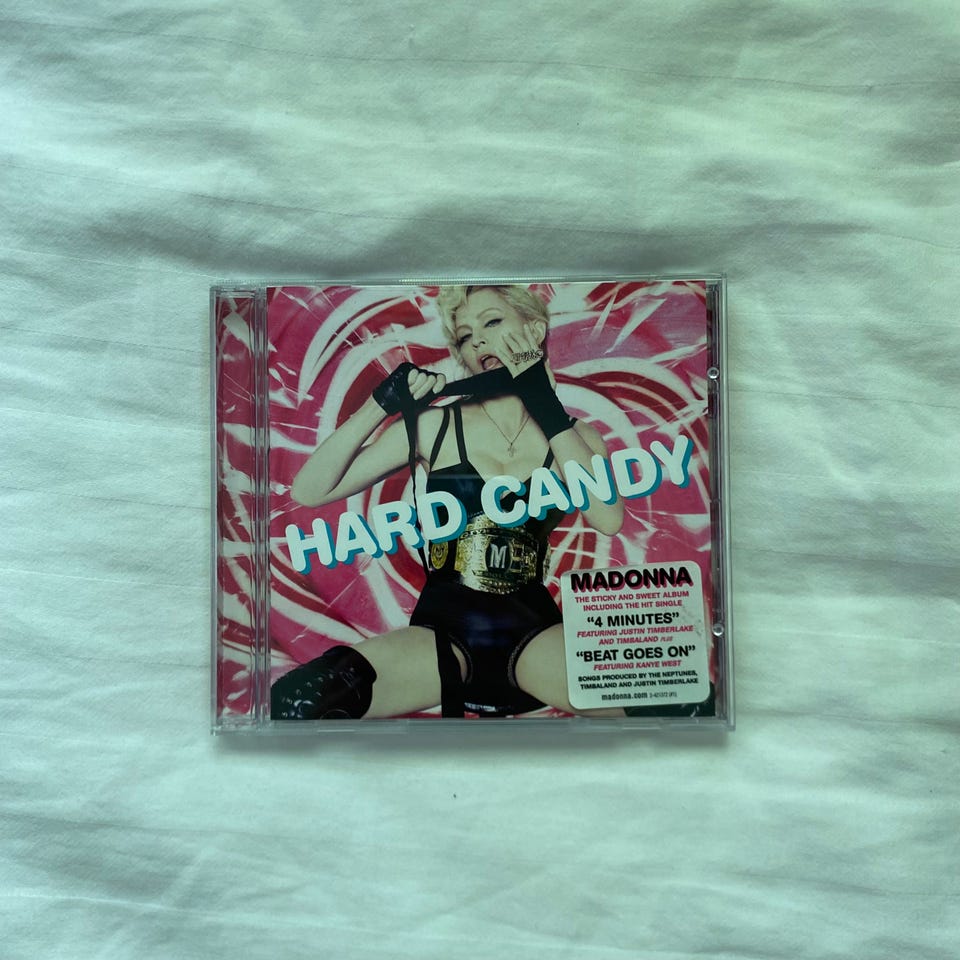 HARD CANDY
M
MADONNA
THE STICKY AND SWEET ALBUM
INCLUDING THE HIT SINGLE
“4 MINUTES”
FEATURING JUSTIN TIMBERLAKE
AND TIMBALAND PLUS
“BEAT GOES ON”
FEATURING KANYE WEST
SONGS PRODUCED BY THE NEPTUNES,
TIMBALAND AND JUSTIN TIMBERLAKE
madonna.com